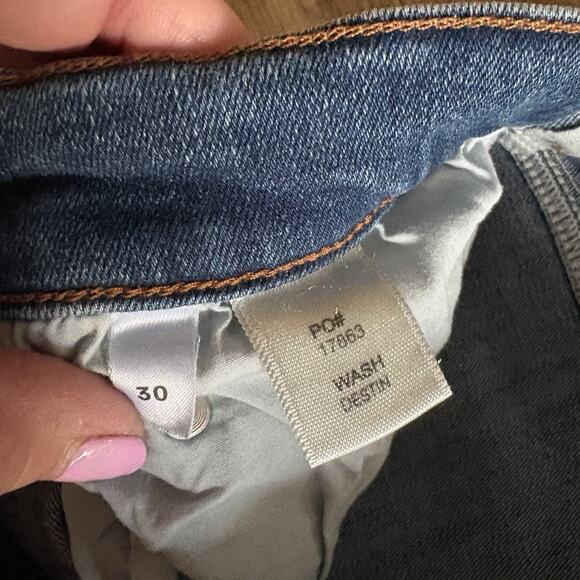 30
PO#
17863
WASH
DESTIN